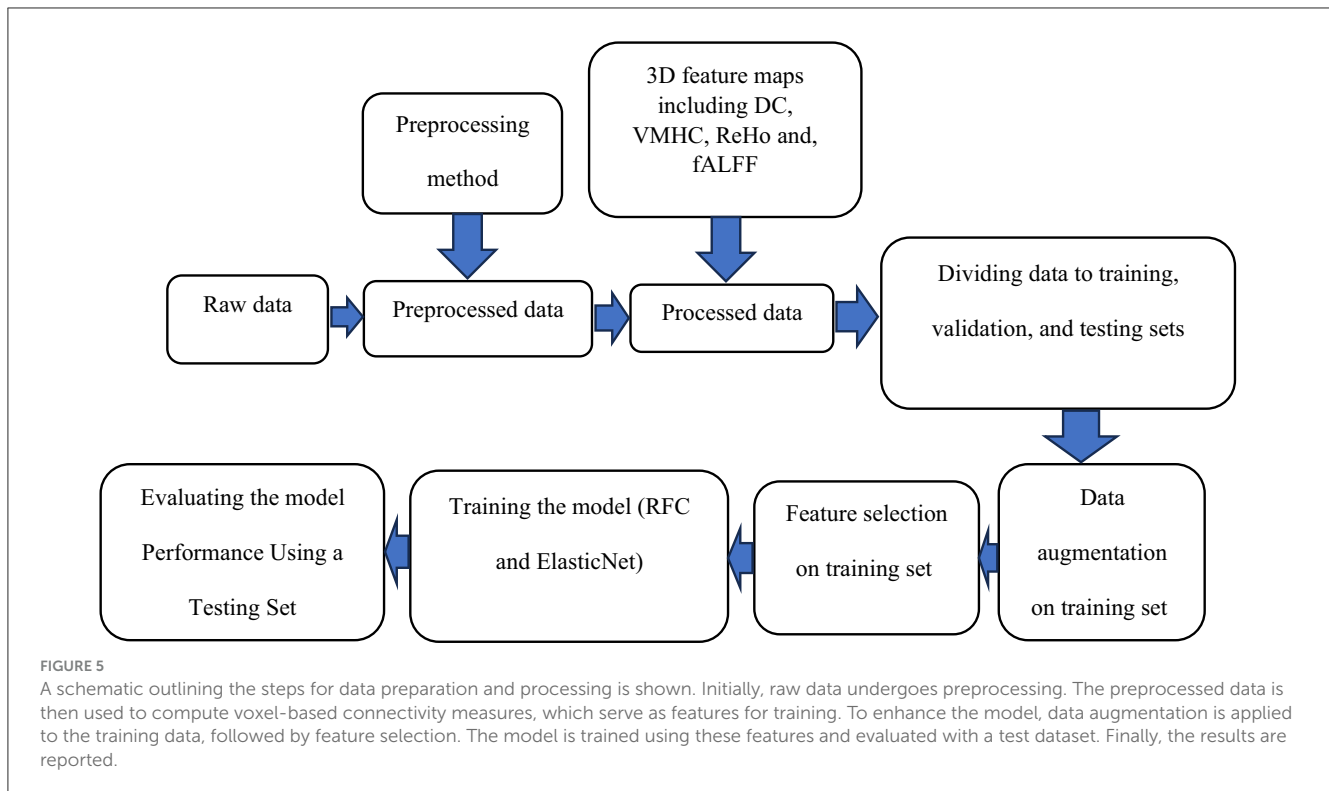 Preprocessing
method
3D feature maps
including DC,
VMHC, ReHo and,
fALFF
Raw data
Preprocessed data
Processed data
Dividing data to training,
validation, and testing sets
Evaluating the model
Performance Using a
Testing Set
Training the model (RFC
and ElasticNet)
Feature selection
on training set
Data
augmentation
on training set
FIGURE 5
A schematic outlining the steps for data preparation and processing is shown. Initially, raw data undergoes preprocessing. The preprocessed data is
then used to compute voxel-based connectivity measures, which serve as features for training. To enhance the model, data augmentation is applied
to the training data, followed by feature selection. The model is trained using these features and evaluated with a test dataset. Finally, the results are
reported.